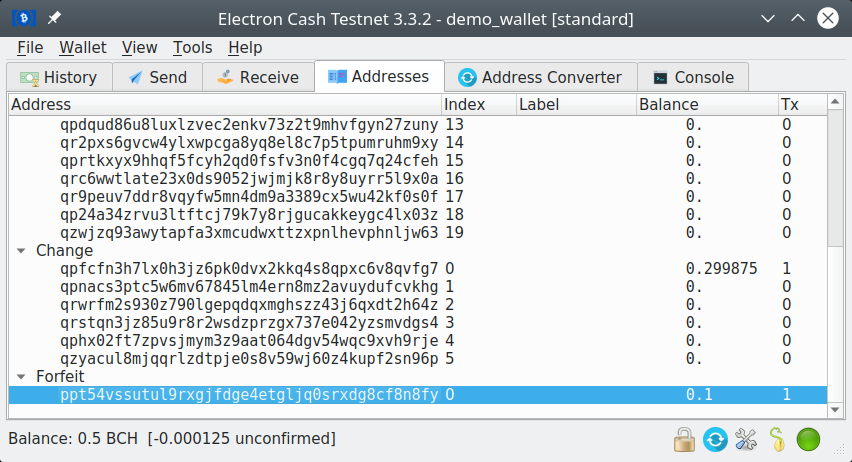 Electron Cash Testnet 3.3.2 - demo_wallet [standard]
File Wallet View Tools Help
History Send Receive Addresses Address Converter Console
Address Index Label Balance Tx
qpdqud86u8luxlzvec2enkv73z2t9mhvfgyn27zuny 13 0. 0
qr2pxs6gvcw4ylxwpcga8yq8el8c7p5tpumruhm9xy 14 0. 0
qprtkxyx9hhqf5fcyh2qd0fsfv3n0f4cgq7q24cfeh 15 0. 0
qrc6wwtlate23x0ds9052jwjmjk8r8y8uyrr5l9x0a 16 0. 0
qr9peuv7ddr8vqyfw5mn4dm9a3389cx5wu42kf0s0f 17 0. 0
qp24a34zrvu3ltftcj79k7y8rjgucakkeygc4lx03z 18 0. 0
qzwjzq93awytapfa3xmcudwxttzxpnlhevphnljw63 19 0. 0
Change
qpfcfn3h7lx0h3jz6pk0dvx2kkq4s8qpxc6v8qvfg7 0 0.299875 1
qpnacs3ptc5w6mv67845lm4ern8mz2avuydufcvkhg 1 0. 0
qrwrfm2s930z790lgepqdqxmghszz43j6qxdt2h64z 2 0. 0
qrstqn3jz85u9r8r2wsdzprzgx737e042yzsmvdgs4 3 0. 0
qphx02ft7zpvsjmym3z9aat064dgv54wqc9xvh9rje 4 0. 0
qzyacul8mjqqrlzdtpje0s8v59wj60z4kupf2sn96p 5 0. 0
Forfeit
ppt54vssutul9rxgjfdge4etgljq0srxdg8cf8n8fy 0 0.1 1
Balance: 0.5 BCH [-0.000125 unconfirmed]